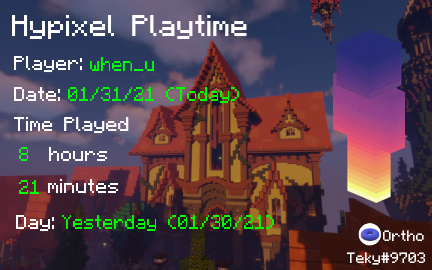 Hypixel Playtime
Player: when_u
Date: 01/31/21 (Today)
Time Played
8 hours
21 minutes
Day: Yesterday (01/30/21)
Ortho
Teky#9703